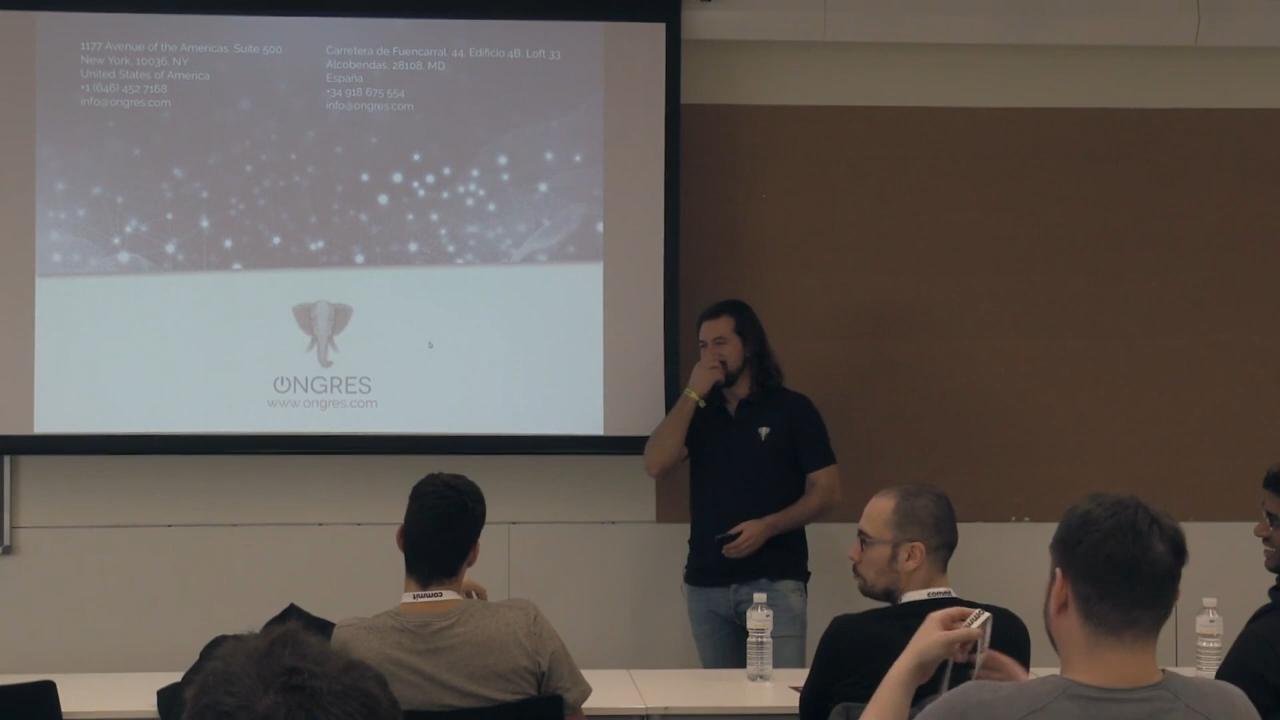 1177 Avenue of the Americas, Suite 500
New York, 10036, NY
United States of America
+1 (646) 452 7168
info@ongres.com
Carretera de Fuencarral, 44, Edificio 4B, Loft 33
Alcobendas, 28108, MD
España
+34 918 675 554
info@ongres.com
ONGRES
www.ongres.com
commit
commit